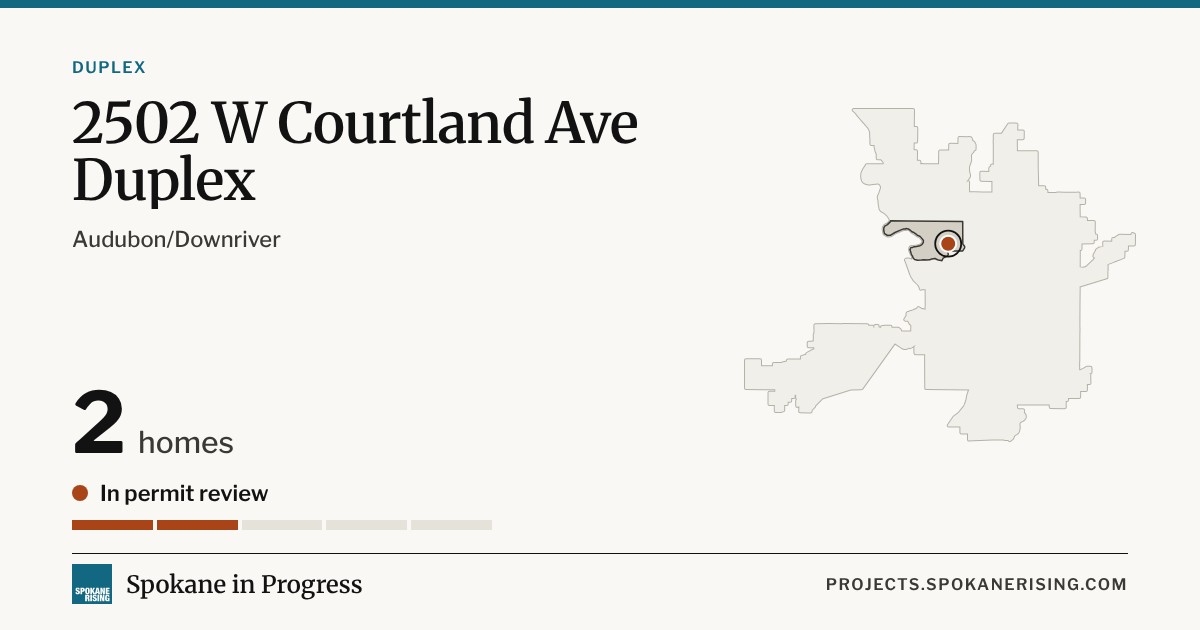 DUPLEX
2502 W Courtland Ave
Duplex
Audubon/Downriver
2 homes
In permit review
SPOKANE
RISING
Spokane in Progress
PROJECTS.SPOKANERISING.COM